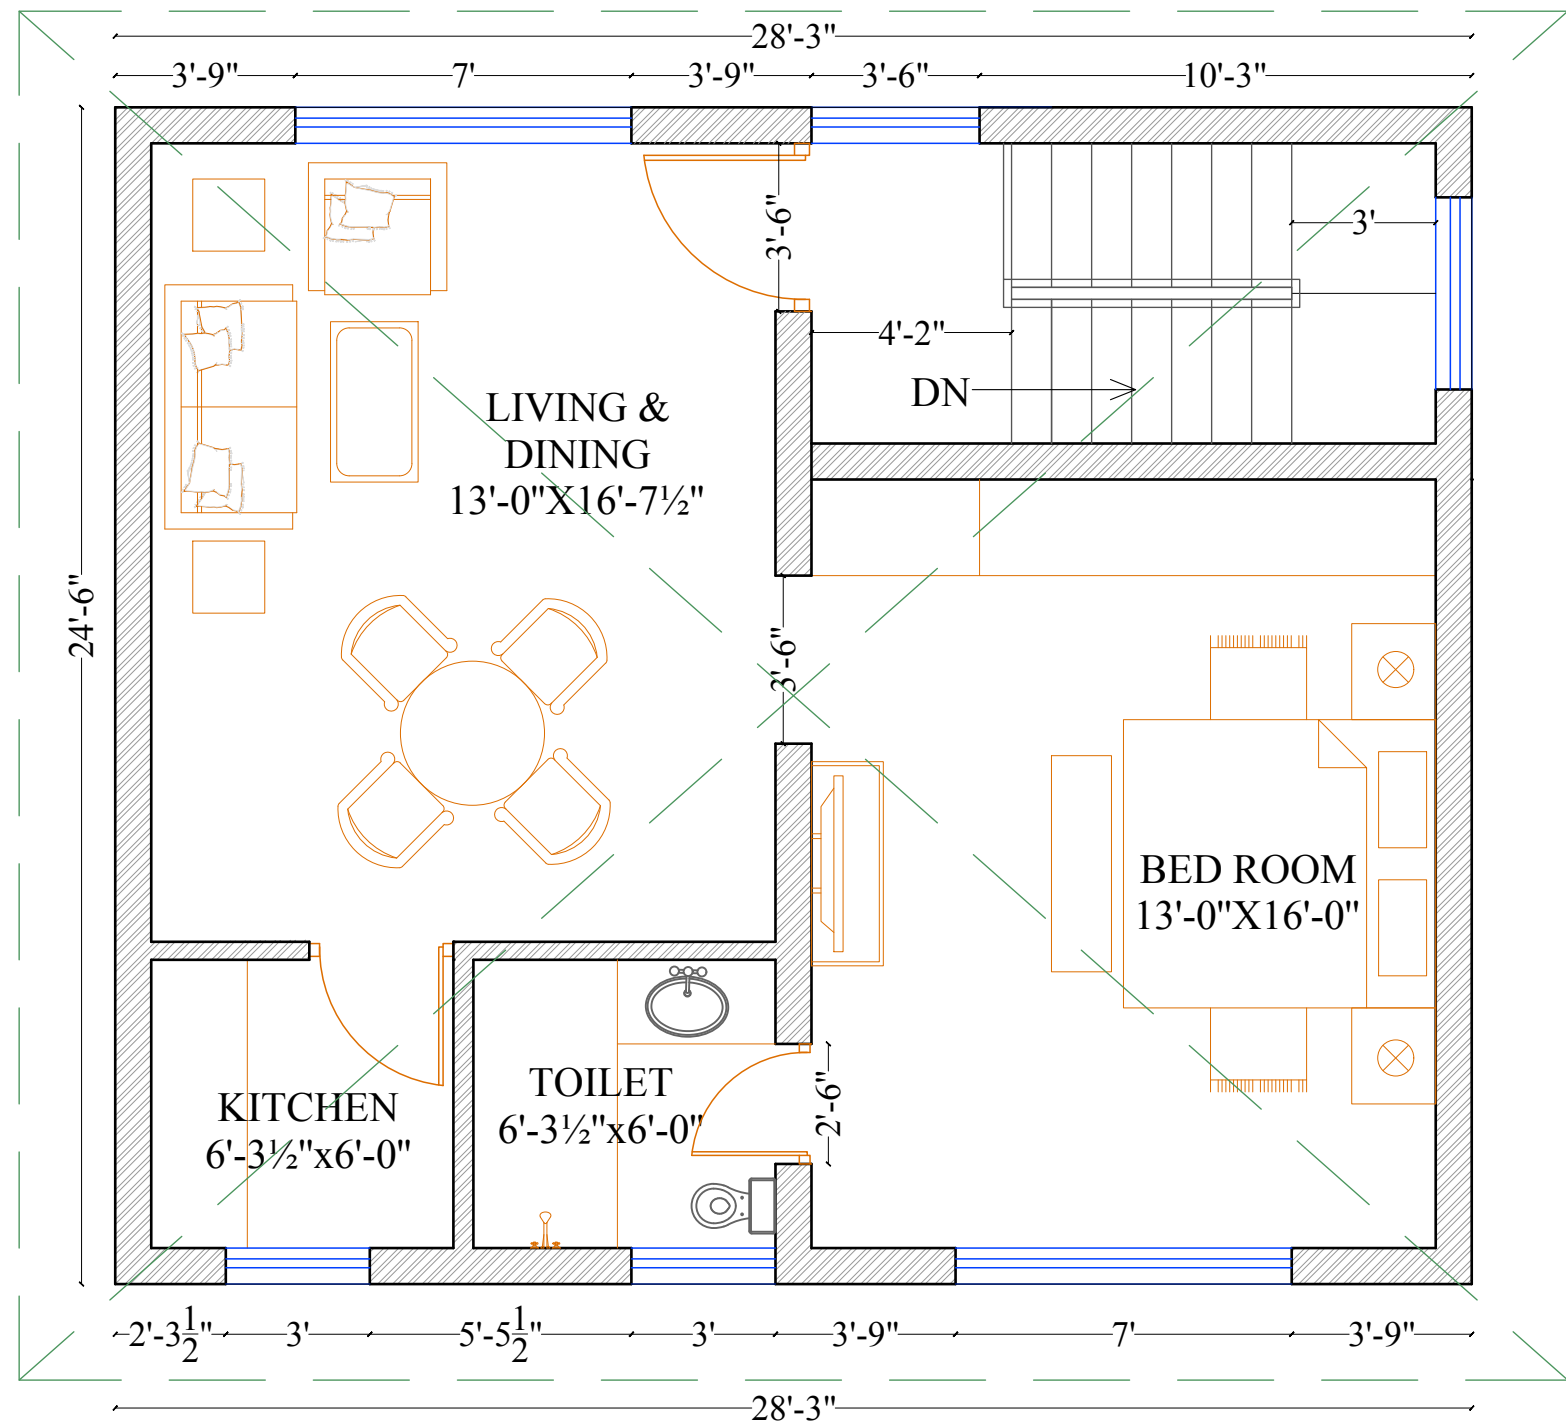 28'-3"
3'-9" 7' 3'-9" 3'-6" 10'-3"
3'-6"
3'
4'-2"
DN
LIVING &
DINING
13'-0"X16'-7½"
24'-6"
3'-6"
BED ROOM
13'-0"X16'-0"
TOILET
6'-3½"x6'-0"
KITCHEN
6'-3½"x6'-0"
2'-6"
2'-3½" 3' 5'-5½" 3' 3'-9" 7' 3'-9"
28'-3"